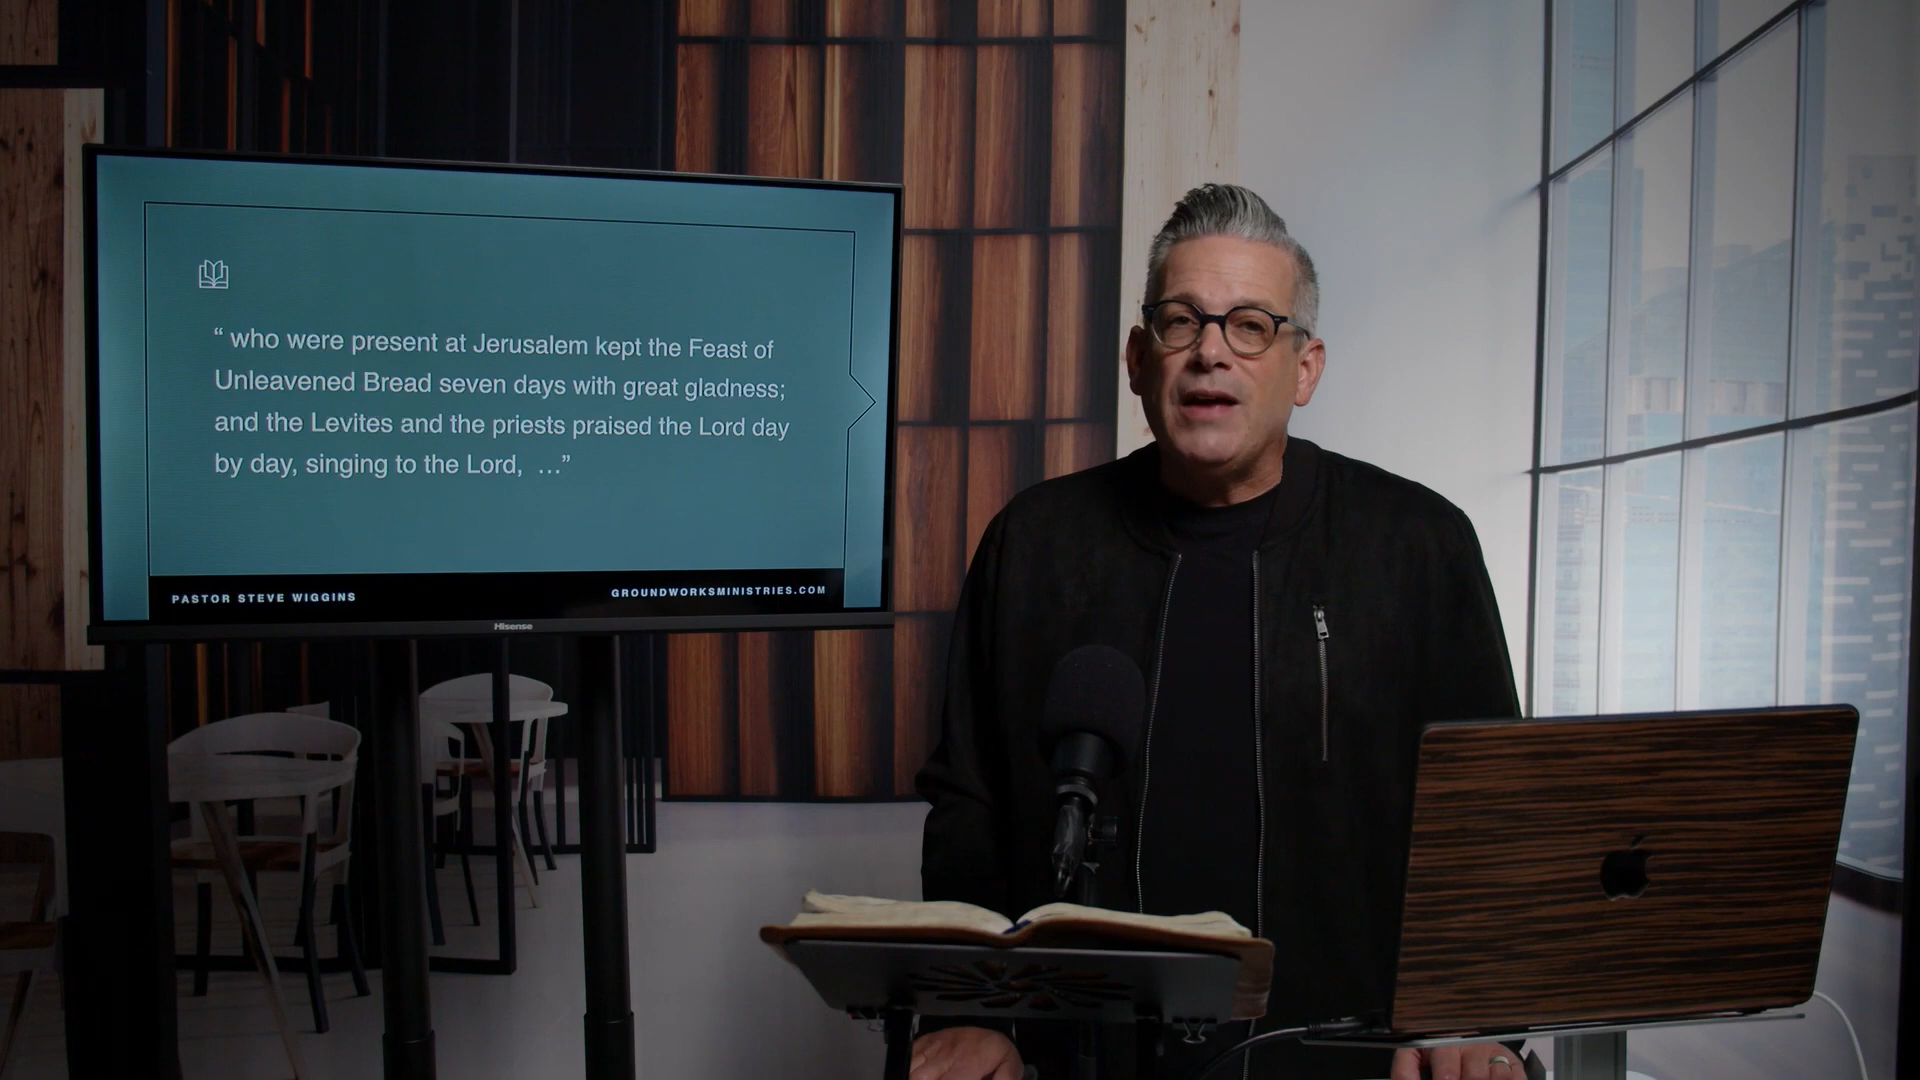 “ who were present at Jerusalem kept the Feast of
Unleavened Bread seven days with great gladness;
and the Levites and the priests praised the Lord day
by day, singing to the Lord,  …”
PASTOR STEVE WIGGINS
GROUNDWORKSMINISTRIES.COM
Hisense